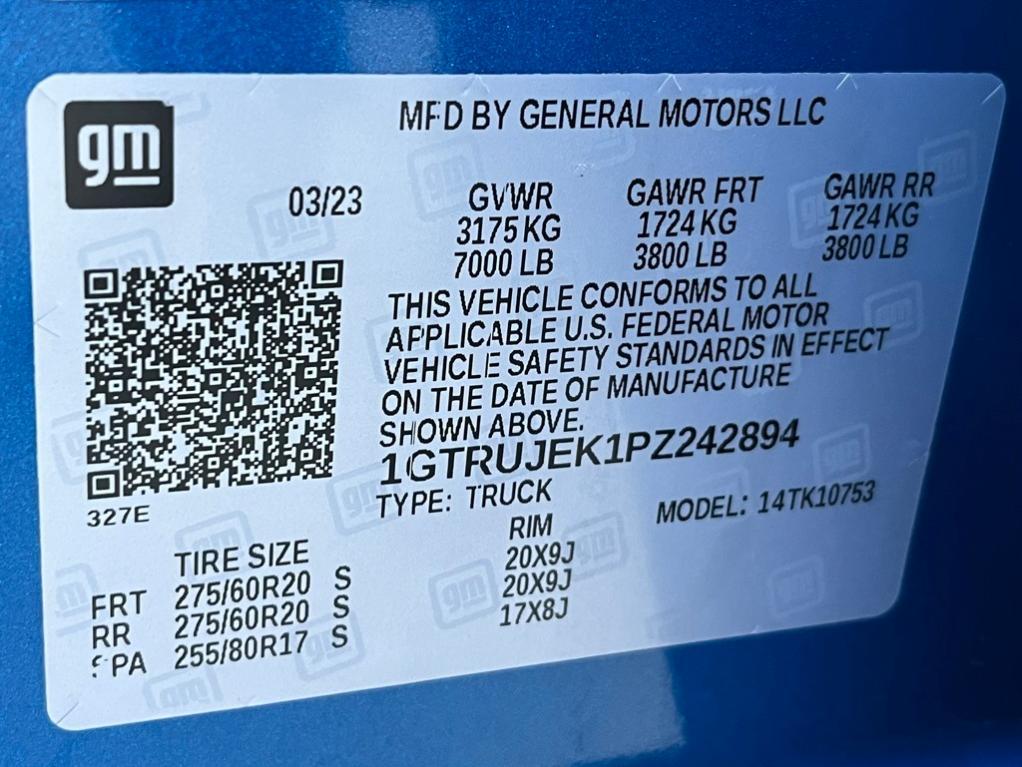 gm
MFD BY GENERAL MOTORS LLC
03/23 GVWR GAWR FRT GAWR RR
3175 KG 1724 KG 1724 KG
7000 LB 3800 LB 3800 LB
THIS VEHICLE CONFORMS TO ALL
APPLICABLE U.S. FEDERAL MOTOR
VEHICLE SAFETY STANDARDS IN EFFECT
ON THE DATE OF MANUFACTURE
SHOWN ABOVE.
1GTRUJEK1PZ242894
TYPE: TRUCK MODEL: 14TK10753
327E
TIRE SIZE RIM
FRT 275/60R20 S 20X9J
RR 275/60R20 S 20X9J
SPA 255/80R17 S 17X8J